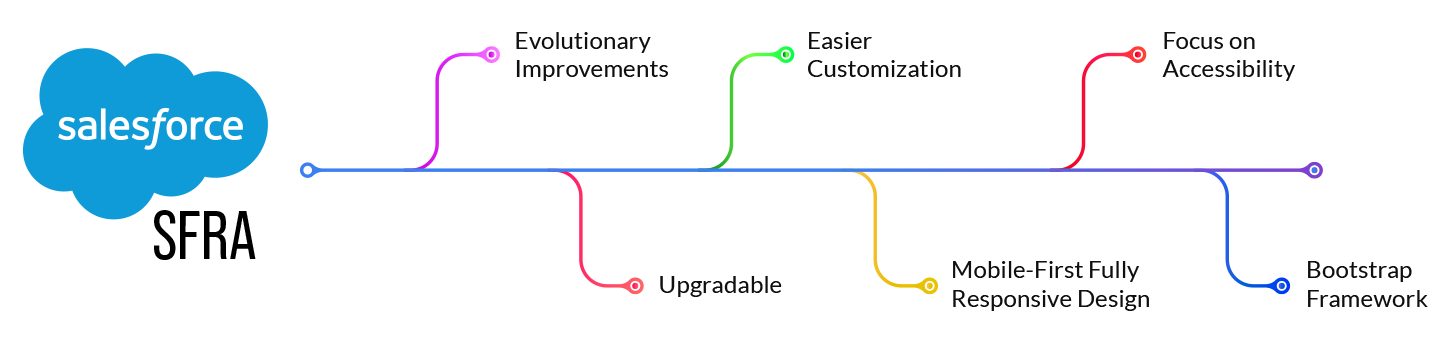 salesforce
SFRA
Evolutionary
Improvements
Upgradable
Easier
Customization
Mobile-First Fully
Responsive Design
Focus on
Accessibility
Bootstrap
Framework